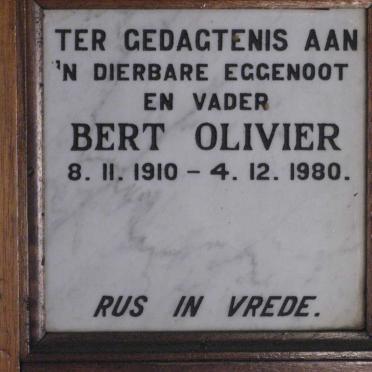 TER GEDAGTENIS AAN
'N DIERBARE EGGENOOT
EN VADER
BERT OLIVIER
8. 11. 1910 – 4. 12. 1980.
RUS IN VREDE.